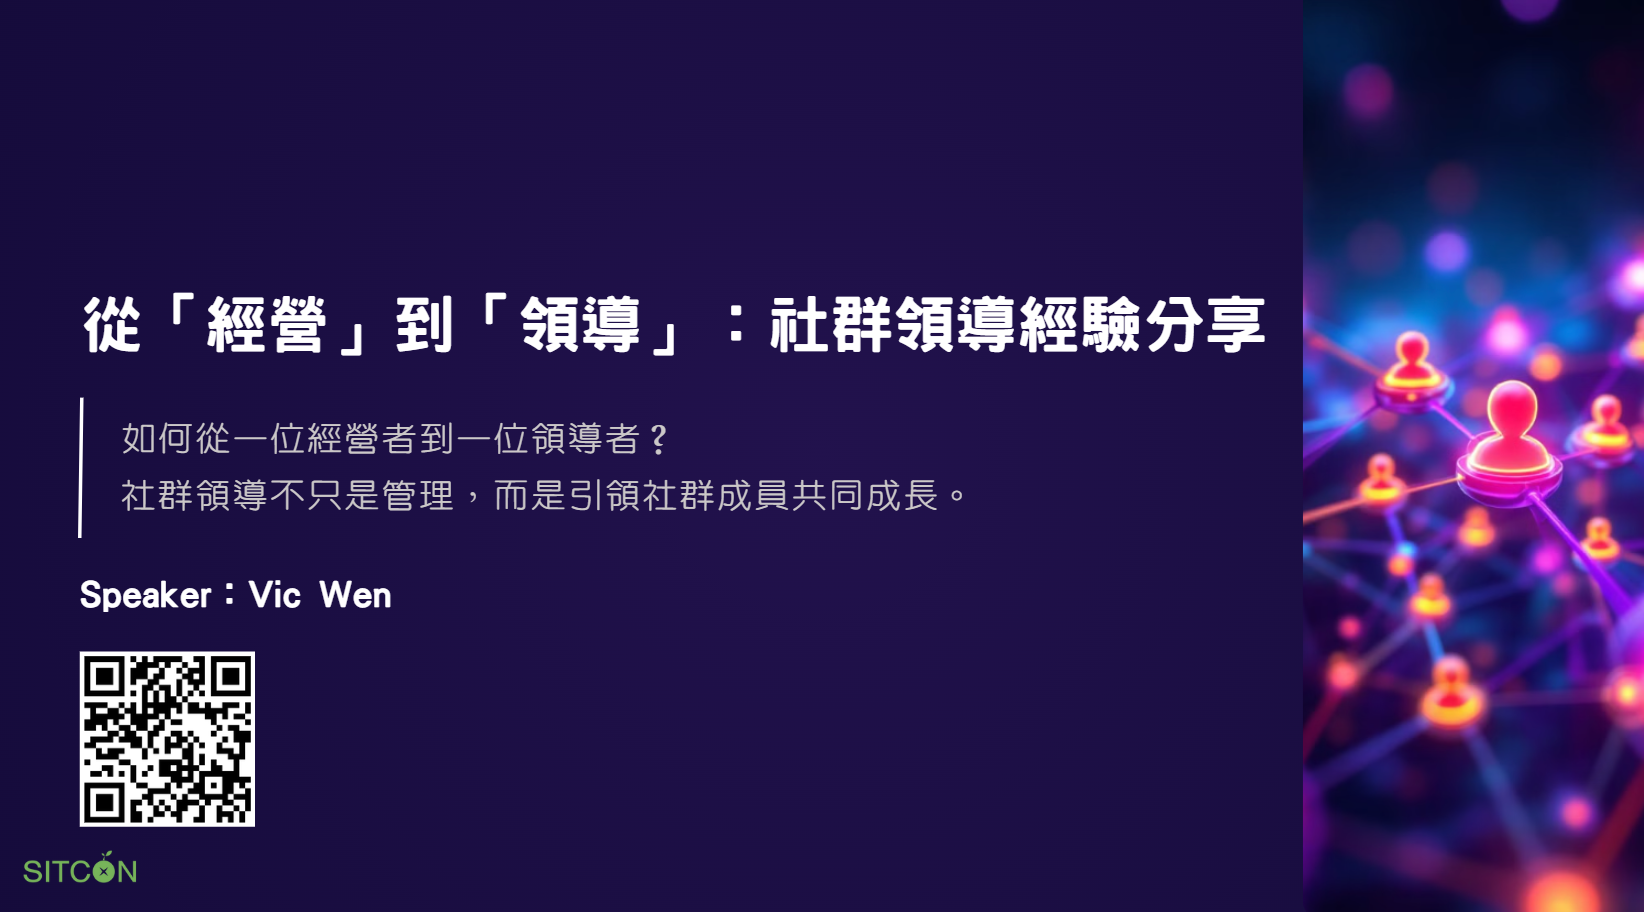 從「經營」到「領導」：社群領導經驗分享
如何從一位經營者到一位領導者？
社群領導不只是管理，而是引領社群成員共同成長。
Speaker：Vic Wen
SITCON